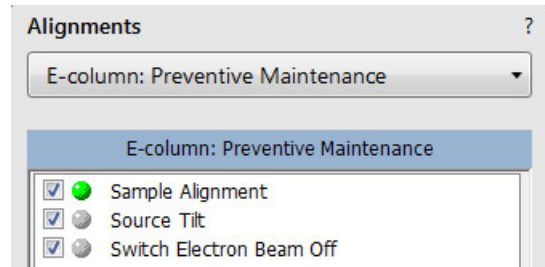 Alignments ?
E-column: Preventive Maintenance
E-column: Preventive Maintenance
Sample Alignment
Source Tilt
Switch Electron Beam Off